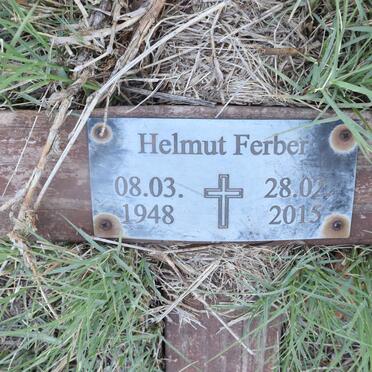 Helmut Ferber
08.03. 28.02.
1948 2015